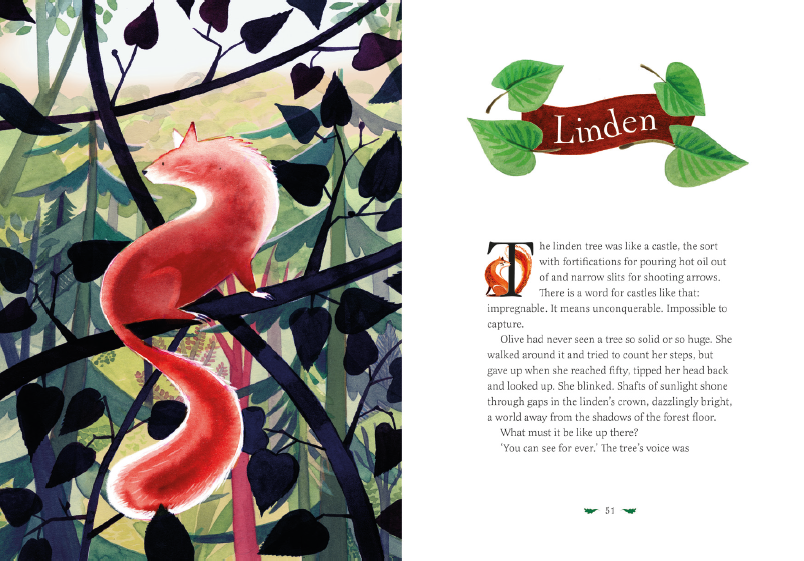 Linden
The linden tree was like a castle, the sort
with fortifications for pouring hot oil out
of and narrow slits for shooting arrows.
There is a word for castles like that:
impregnable. It means unconquerable. Impossible to
capture.
Olive had never seen a tree so solid or so huge. She
walked around it and tried to count her steps, but
gave up when she reached fifty, tipped her head back
and looked up. She blinked. Shafts of sunlight shone
through gaps in the linden's crown, dazzlingly bright,
a world away from the shadows of the forest floor.
What must it be like up there?
'You can see for ever.' The tree's voice was
51